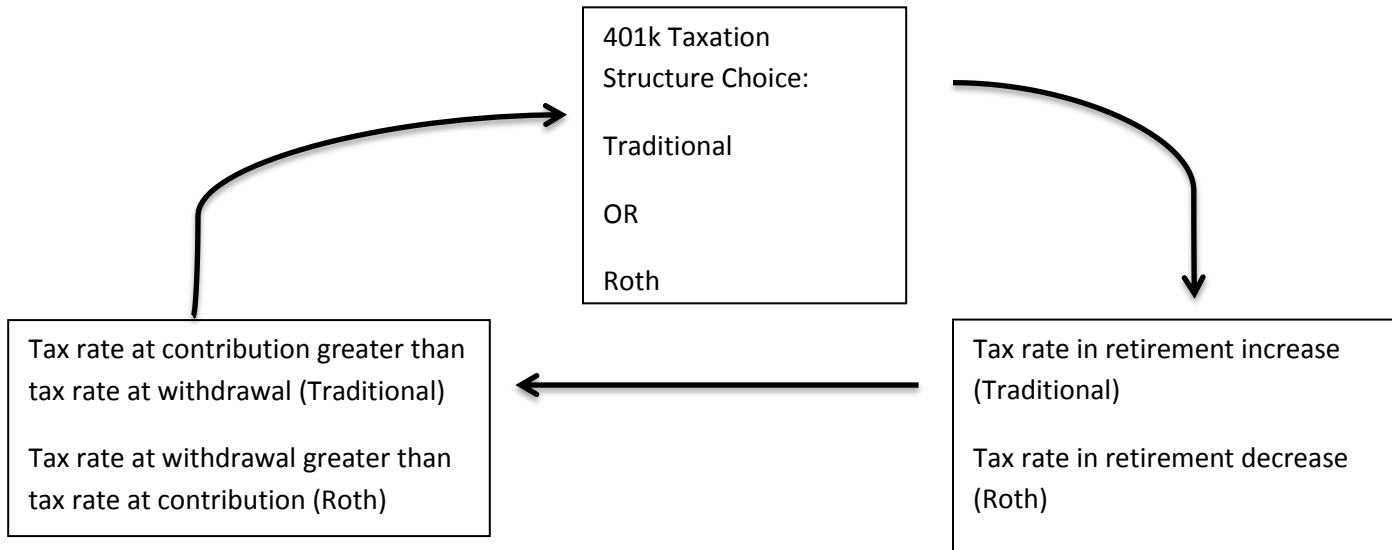 401k Taxation
Structure Choice:
Traditional
OR
Roth
Tax rate at contribution greater than
tax rate at withdrawal (Traditional)
Tax rate at withdrawal greater than
tax rate at contribution (Roth)
Tax rate in retirement increase
(Traditional)
Tax rate in retirement decrease
(Roth)